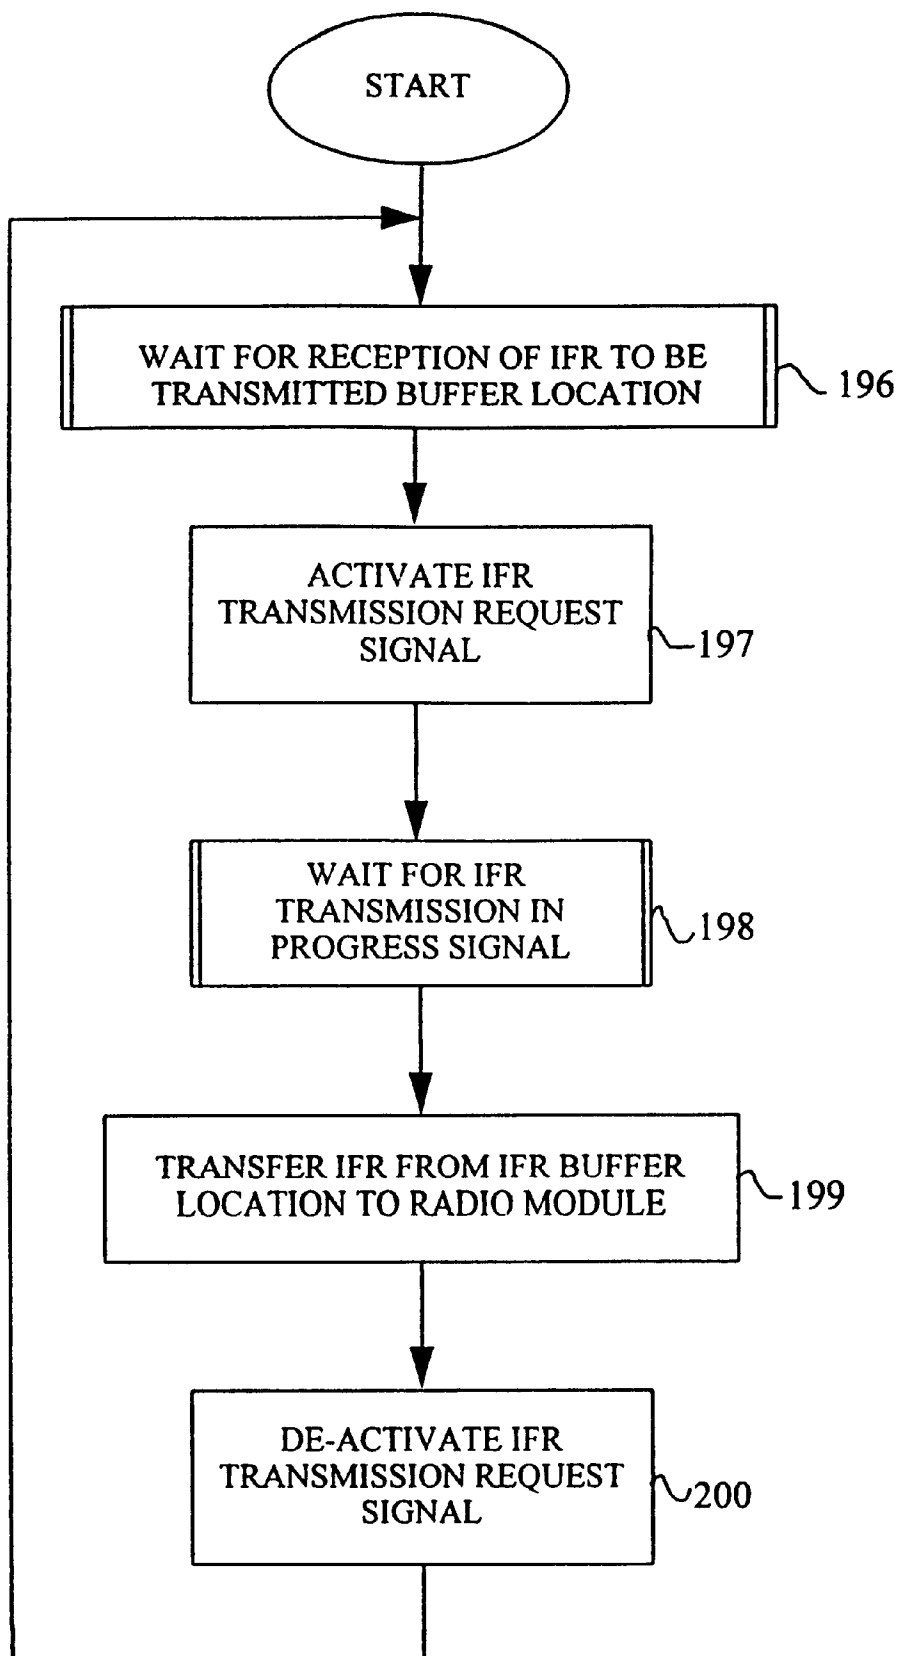 START
WAIT FOR RECEPTION OF IFR TO BE
TRANSMITTED BUFFER LOCATION
196
ACTIVATE IFR
TRANSMISSION REQUEST
SIGNAL
197
WAIT FOR IFR
TRANSMISSION IN
PROGRESS SIGNAL
198
TRANSFER IFR FROM IFR BUFFER
LOCATION TO RADIO MODULE
199
DE-ACTIVATE IFR
TRANSMISSION REQUEST
SIGNAL
200